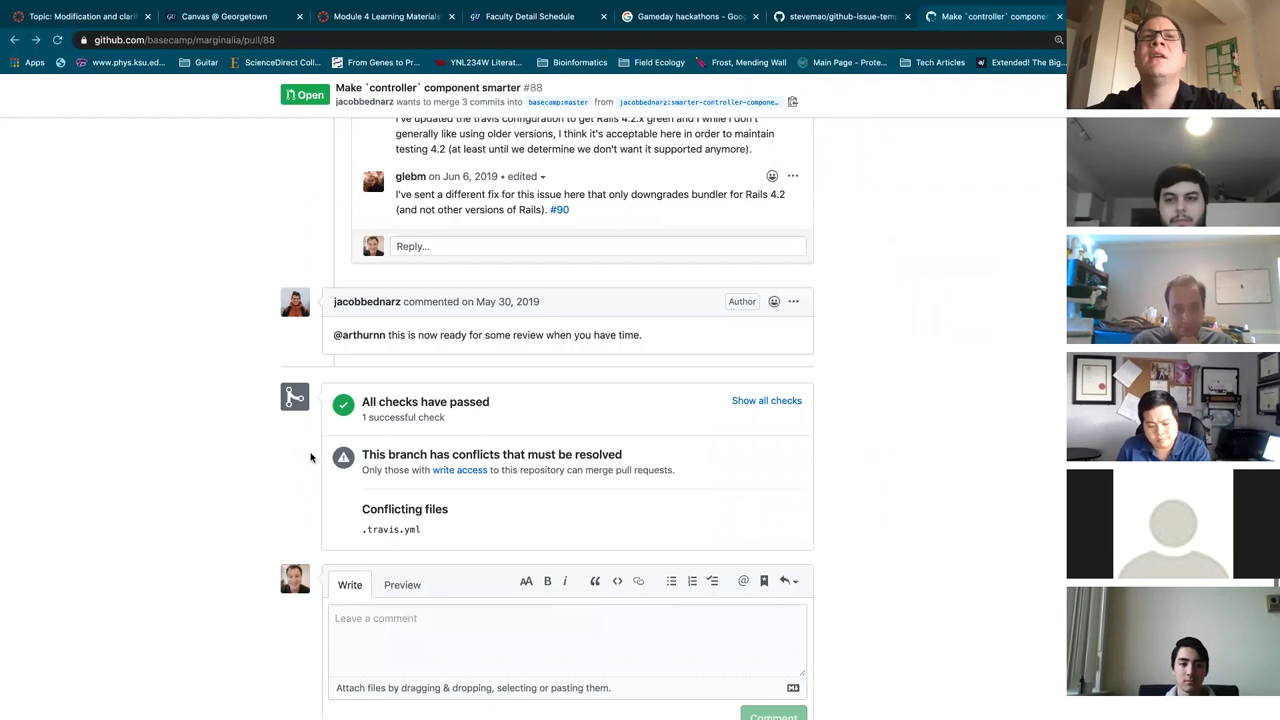 Topic: Modification and clarif
Canvas @ Georgetown
Module 4 Learning Materials
Faculty Detail Schedule
Gameday hackathons - Goo
stevemao/github-issue-temp
Make `controller` component
github.com/basecamp/marginalia/pull/88
Apps
www.phys.ksu.ed...
Guitar
ScienceDirect Coll...
From Genes to Pr...
YNL234W Literat...
Bioinformatics
Field Ecology
Frost, Mending Wall
Main Page - Prote...
Tech Articles
Extended! The Big
Open
Make `controller` component smarter #88
jacobbednarz wants to merge 3 commits into basecamp:master from jacobbednarz:smarter-controller-compone…
I've updated the travis configuration to get Rails 4.2.x green and I while I don't
generally like using older versions, I think it's acceptable here in order to maintain
testing 4.2 (at least until we determine we don't want it supported anymore).
glebm on Jun 6, 2019 • edited
I've sent a different fix for this issue here that only downgrades bundler for Rails 4.2
(and not other versions of Rails). #90
Reply...
jacobbednarz commented on May 30, 2019
Author
@arthurnn this is now ready for some review when you have time.
All checks have passed
Show all checks
1 successful check
This branch has conflicts that must be resolved
Only those with write access to this repository can merge pull requests.
Conflicting files
.travis.yml
Write
Preview
Leave a comment
Attach files by dragging & dropping, selecting or pasting them.
Comment